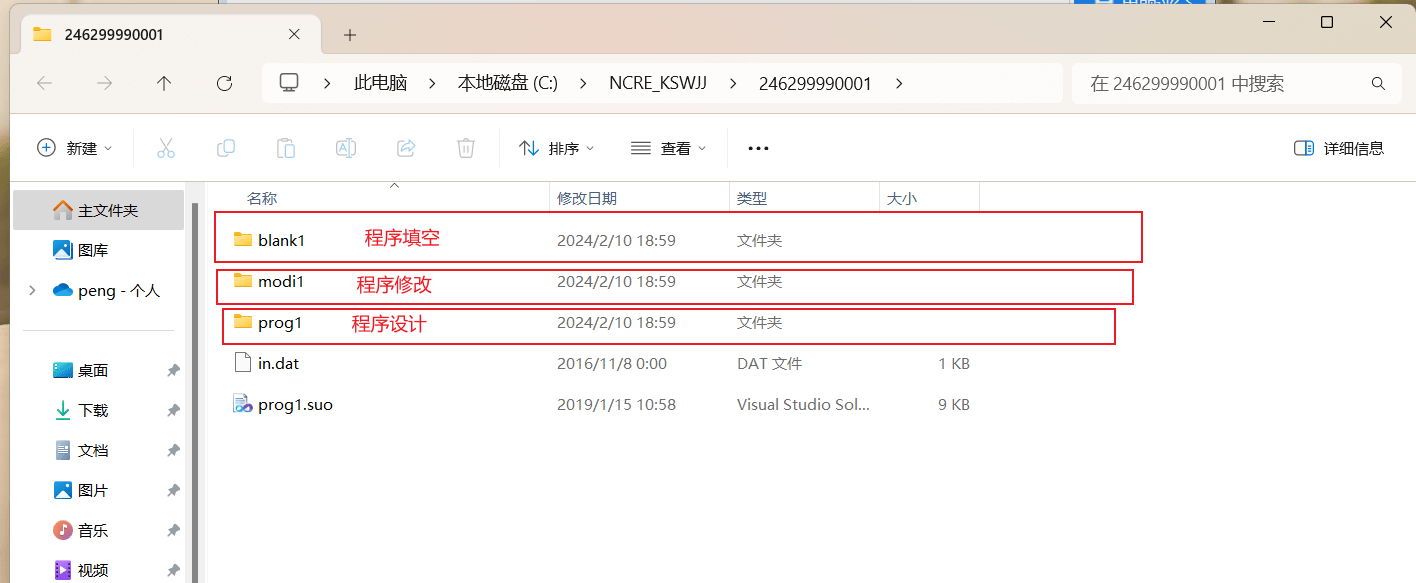 246299990001
此电脑 本地磁盘 (C:) NCRE_KSWJJ 246299990001
在 246299990001 中搜索
新建 排序 查看 ••• 详细信息
名称 修改日期 类型 大小
主文件夹
图库
peng - 个人
桌面
下载
文档
图片
音乐
视频
blank1 程序填空 2024/2/10 18:59 文件夹
modi1 程序修改 2024/2/10 18:59 文件夹
prog1 程序设计 2024/2/10 18:59 文件夹
in.dat 2016/11/8 0:00 DAT 文件 1 KB
prog1.suo 2019/1/15 10:58 Visual Studio Sol... 9 KB